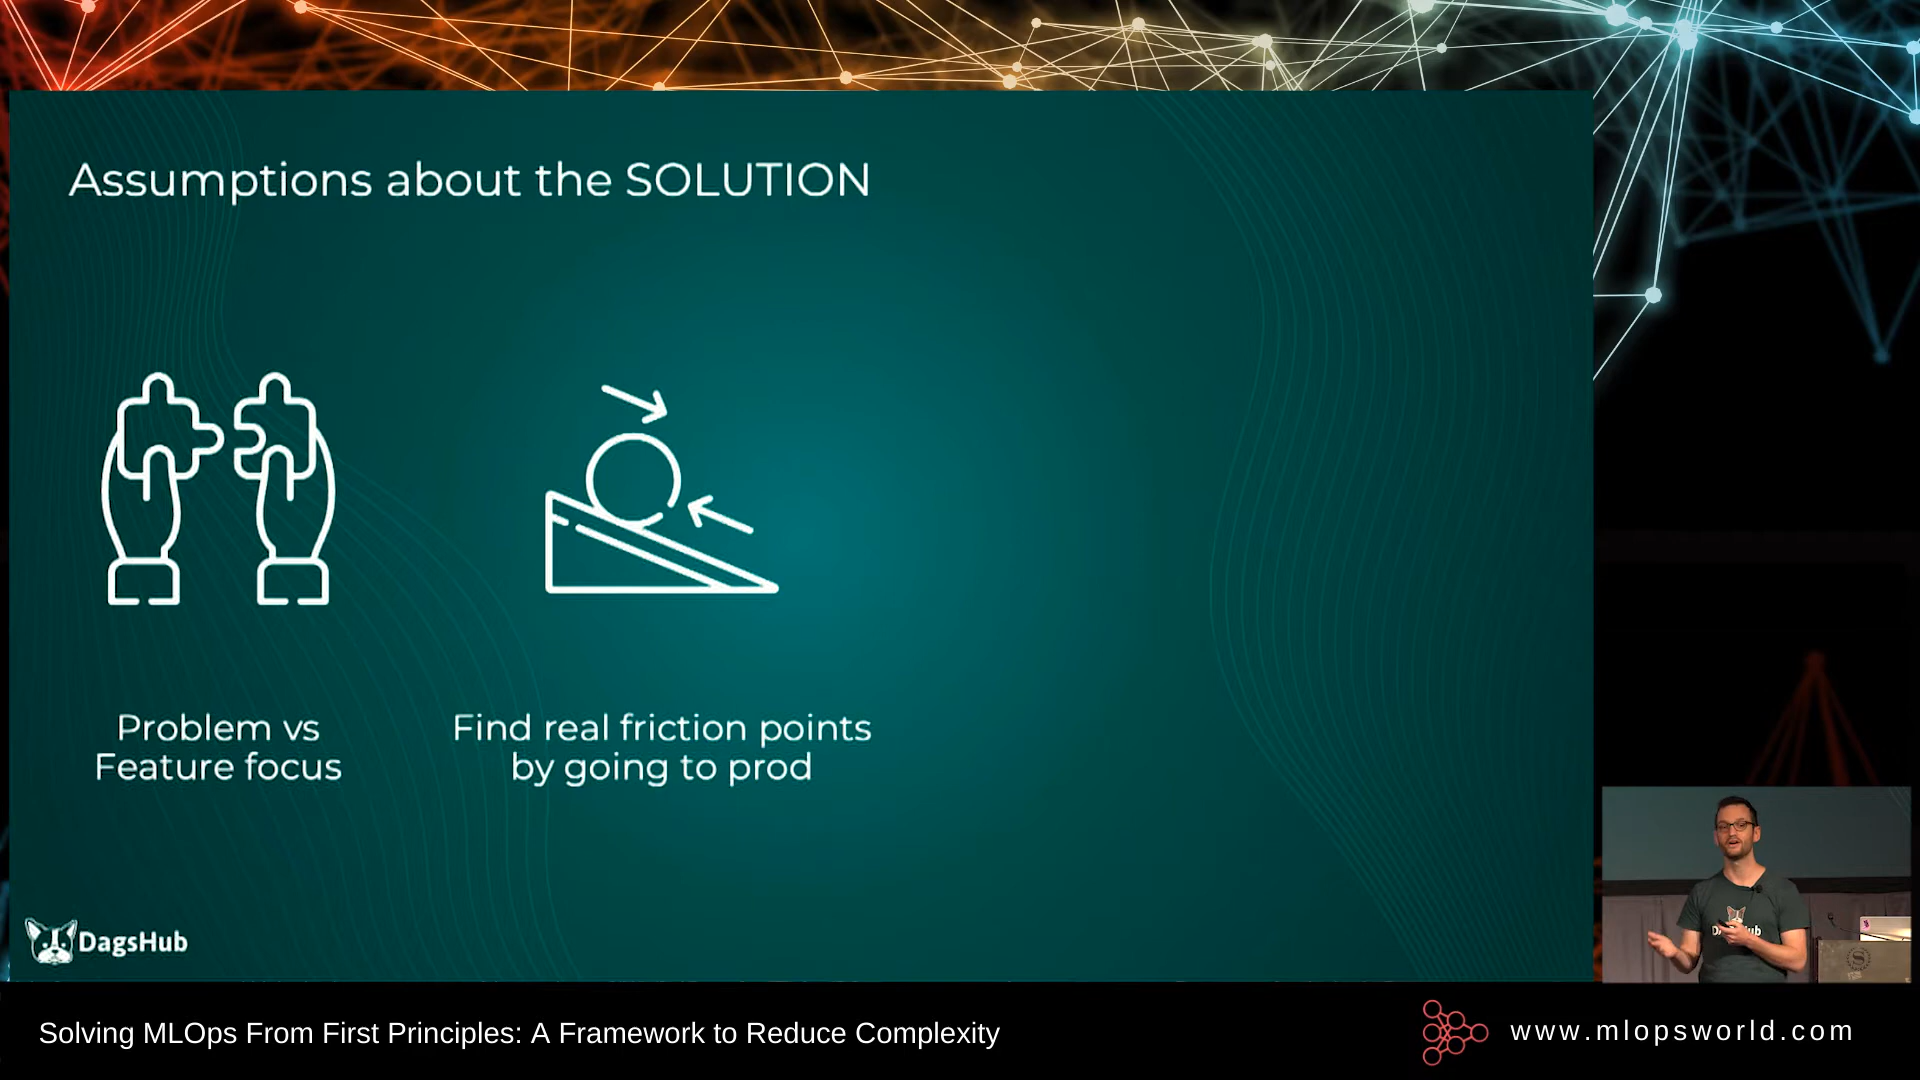 Assumptions about the SOLUTION
Problem vs
Feature focus
Find real friction points
by going to prod
DagsHub
Solving MLOps From First Principles: A Framework to Reduce Complexity
www.mlopsworld.com